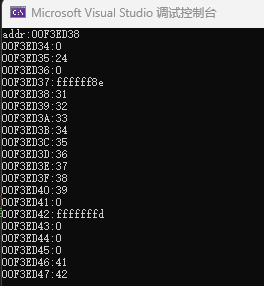 Microsoft Visual Studio 调试控制台
addr:00F3ED38
00F3ED34:0
00F3ED35:24
00F3ED36:0
00F3ED37:ffffff8e
00F3ED38:31
00F3ED39:32
00F3ED3A:33
00F3ED3B:34
00F3ED3C:35
00F3ED3D:36
00F3ED3E:37
00F3ED3F:38
00F3ED40:39
00F3ED41:0
00F3ED42:fffffffd
00F3ED43:0
00F3ED44:0
00F3ED45:0
00F3ED46:41
00F3ED47:42